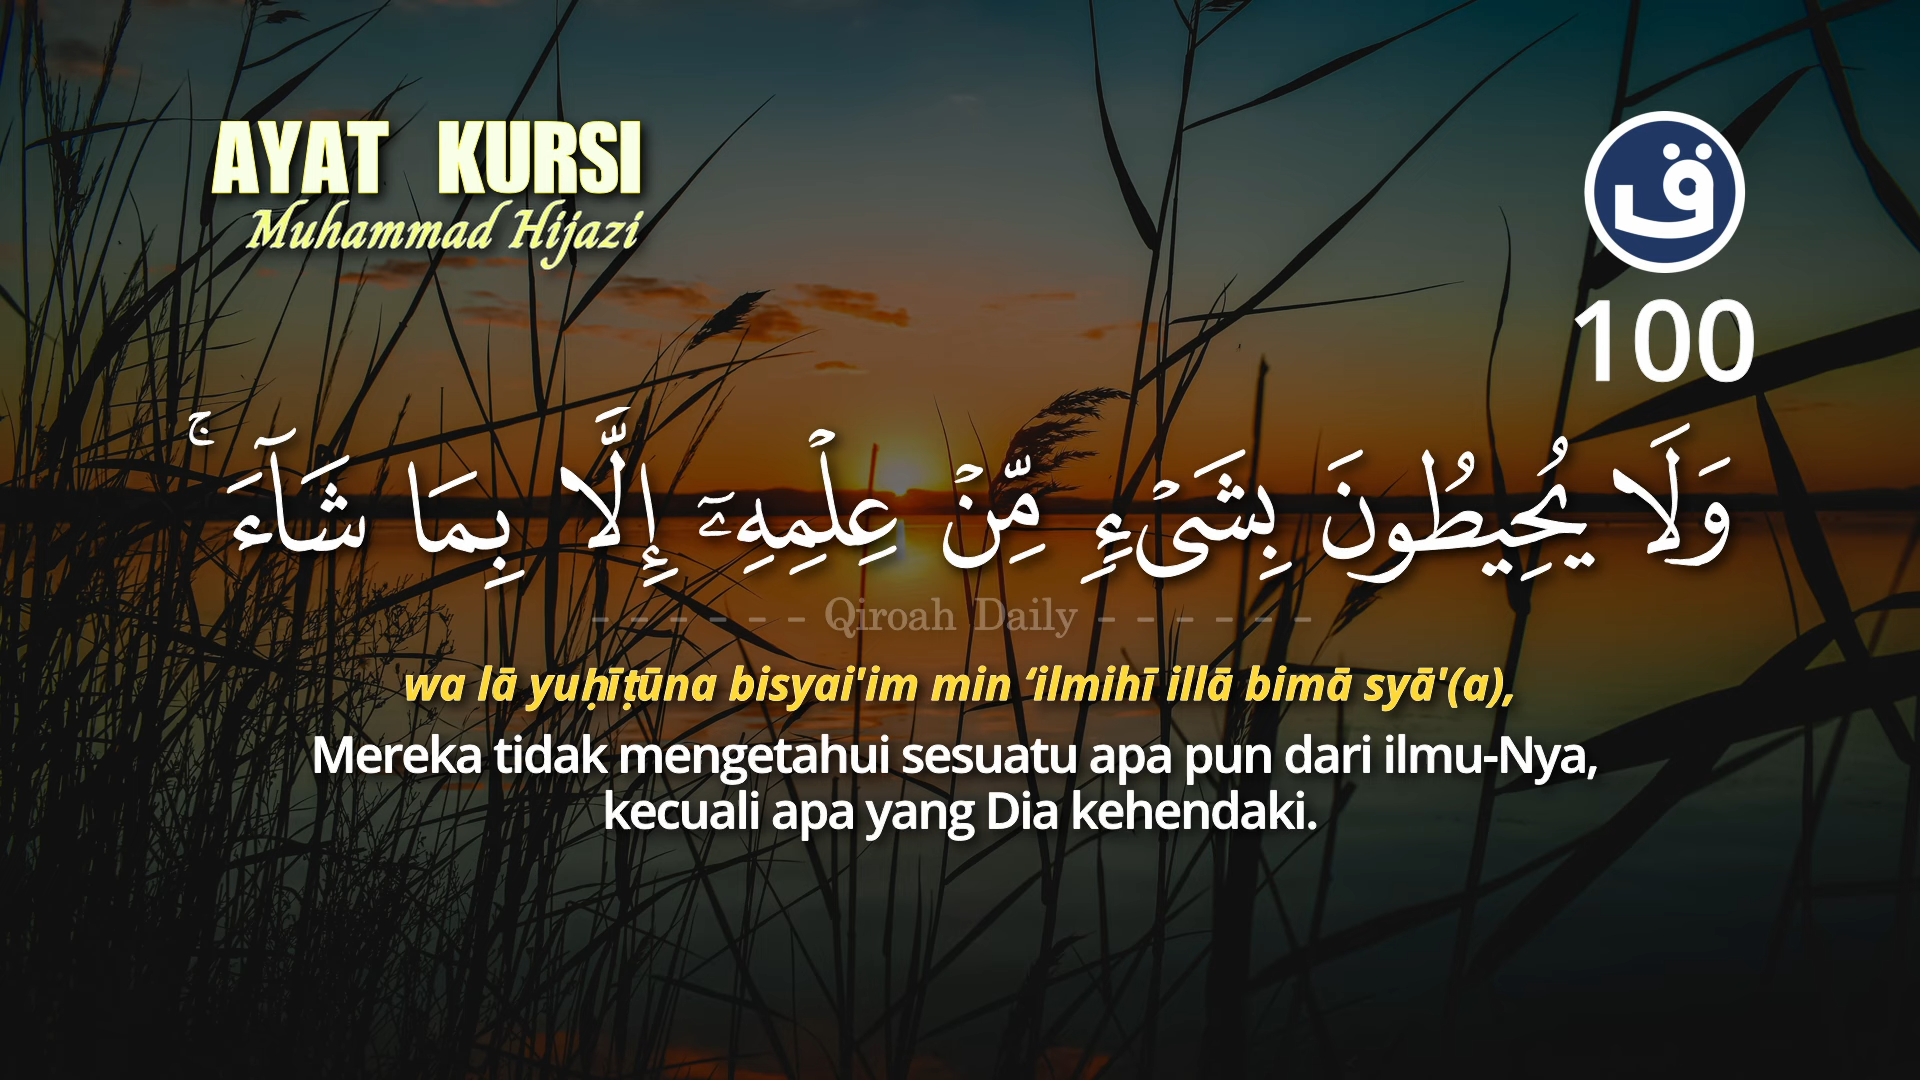 AYAT KURSI
Muhammad Hijazi
ق
100
وَلَا يُحِيطُونَ بِشَىْءٍ مِّنْ عِلْمِهِۦٓ إِلَّا بِمَا شَآءَ ۚ
- - - - - - Qiroah Daily - - - - - -
wa lā yuḥīṭūna bisyai'im min ‘ilmihī illā bimā syā'(a),
Mereka tidak mengetahui sesuatu apa pun dari ilmu-Nya,
kecuali apa yang Dia kehendaki.